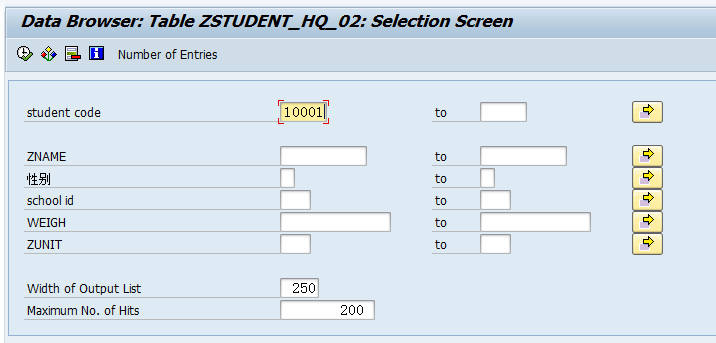 Data Browser: Table ZSTUDENT_HQ_02: Selection Screen
Number of Entries
student code 10001 to
ZNAME to
性别 to
school id to
WEIGH to
ZUNIT to
Width of Output List 250
Maximum No. of Hits 200